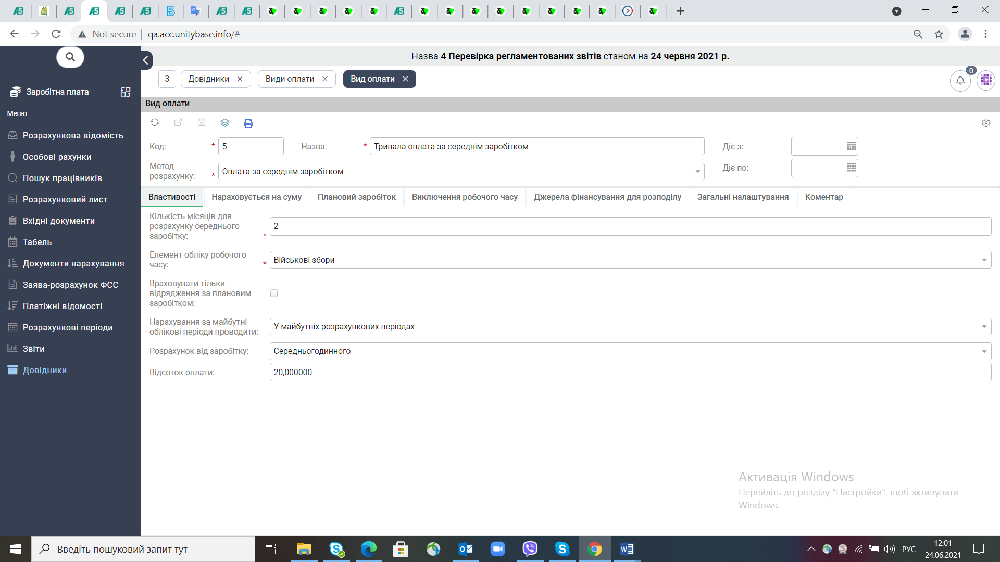 Not secure
qa.acc.unitybase.info/#
Назва 4 Перевірка регламентованих звітів станом на 24 червня 2021 р.
3
Довідники
Види оплати
Вид оплати
0
Заробітна плата
Меню
Розрахункова відомість
Особові рахунки
Пошук працівників
Розрахунковий лист
Вхідні документи
Табель
Документи нарахування
Заява-розрахунок ФСС
Платіжні відомості
Розрахункові періоди
Звіти
Довідники
Вид оплати
Код: * 5
Назва: * Тривала оплата за середнім заробітком
Діє з:
Метод
розрахунку: * Оплата за середнім заробітком
Діє по:
Властивості
Нараховується на суму
Плановий заробіток
Виключення робочого часу
Джерела фінансування для розподілу
Загальні налаштування
Коментар
Кількість місяців для
розрахунку середнього
заробітку: * 2
Елемент обліку робочого
часу: * Військові збори
Враховувати тільки
відрядження за плановим
заробітком:
Нарахування за майбутні
облікові періоди проводити: У майбутніх розрахункових періодах
Розрахунок від заробітку: Середньогодинного
Відсоток оплати: 20,000000
Активація Windows
Перейдіть до розділу "Настройки", щоб активувати
Windows.
Введіть пошуковий запит тут
РУС
12:01
24.06.2021